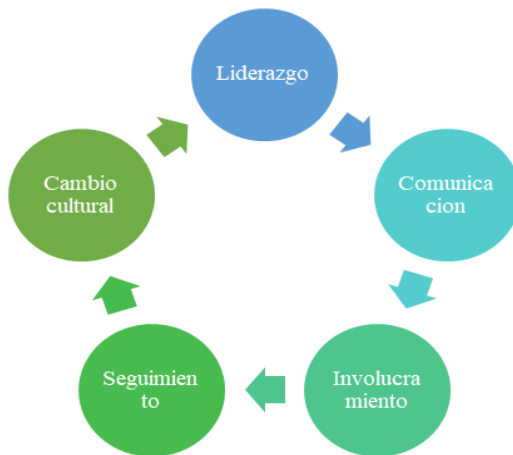 Liderazgo
Comunica
cion
Involucra
miento
Seguimien
to
Cambio
cultural